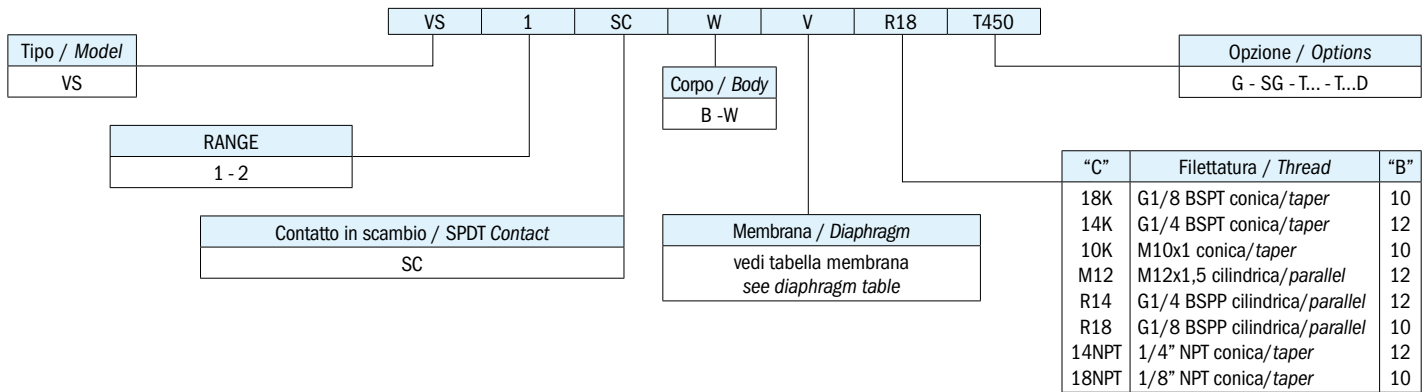 VS 1 SC W V R18 T450
Tipo / Model
VS
Corpo / Body
B -W
Opzione / Options
G - SG - T... - T...D
RANGE
1 - 2
Contatto in scambio / SPDT Contact
SC
Membrana / Diaphragm
vedi tabella membrana
see diaphragm table
“C” Filettatura / Thread “B”
18K G1/8 BSPT conica/taper 10
14K G1/4 BSPT conica/taper 12
10K M10x1 conica/taper 10
M12 M12x1,5 cilindrica/parallel 12
R14 G1/4 BSPP cilindrica/parallel 12
R18 G1/8 BSPP cilindrica/parallel 10
14NPT 1/4” NPT conica/taper 12
18NPT 1/8” NPT conica/taper 10